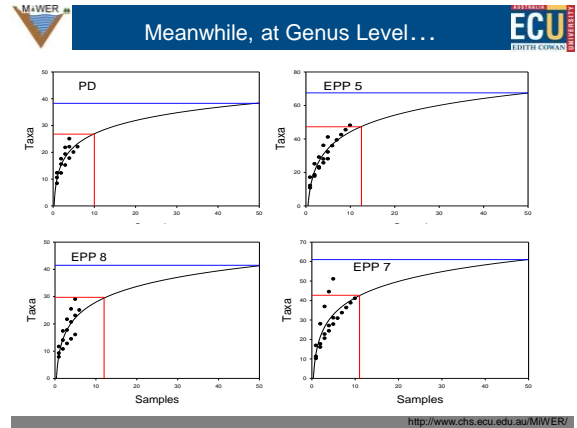 MiWER
Meanwhile, at Genus Level…
AUSTRALIA
ECU
EDITH COWAN
UNIVERSITY
PD
50
40
30
20
10
0
Taxa
0 10 20 30 40 50
EPP 5
80
60
40
20
0
Taxa
0 10 20 30 40 50
EPP 8
50
40
30
20
10
0
Taxa
0 10 20 30 40 50
Samples
EPP 7
70
60
50
40
30
20
10
0
Taxa
0 10 20 30 40 50
Samples
http://www.chs.ecu.edu.au/MiWER/